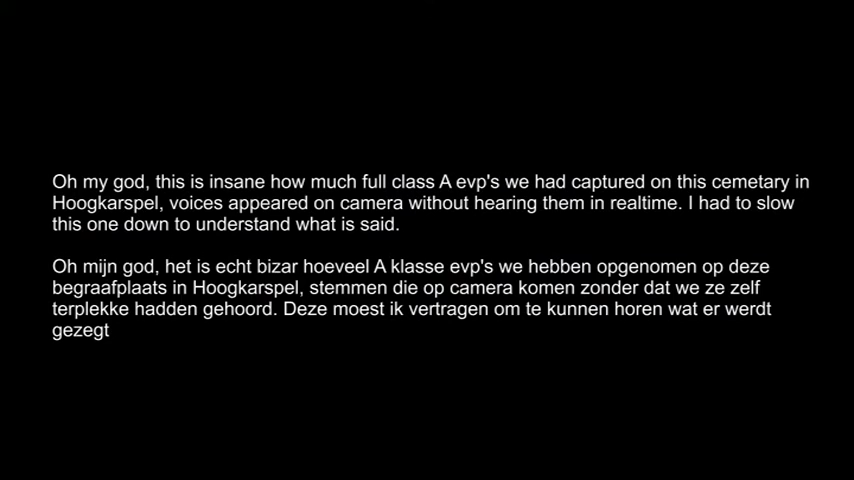 Oh my god, this is insane how much full class A evp's we had captured on this cemetary in
Hoogkarspel, voices appeared on camera without hearing them in realtime. I had to slow
this one down to understand what is said.
Oh mijn god, het is echt bizar hoeveel A klasse evp's we hebben opgenomen op deze
begraafplaats in Hoogkarspel, stemmen die op camera komen zonder dat we ze zelf
terplekke hadden gehoord. Deze moest ik vertragen om te kunnen horen wat er werdt
gezegt